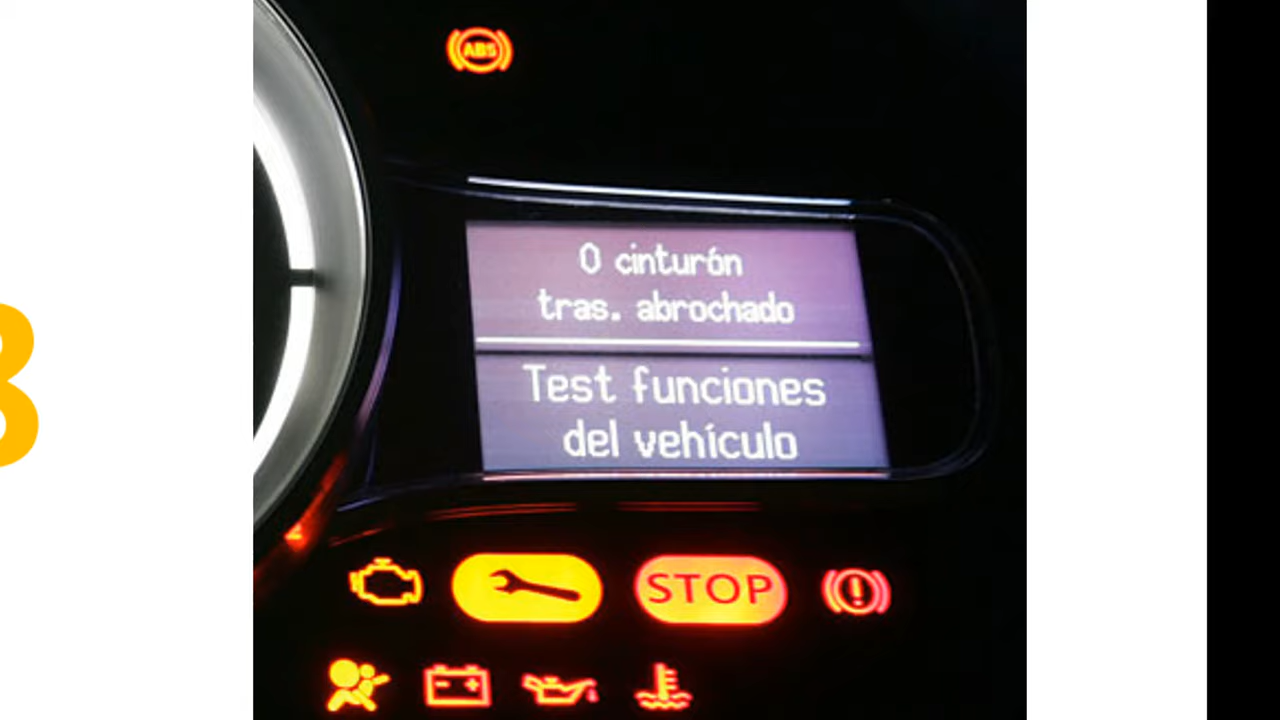 ABS
0 cinturón
tras. abrochado
Test funciones
del vehículo
STOP